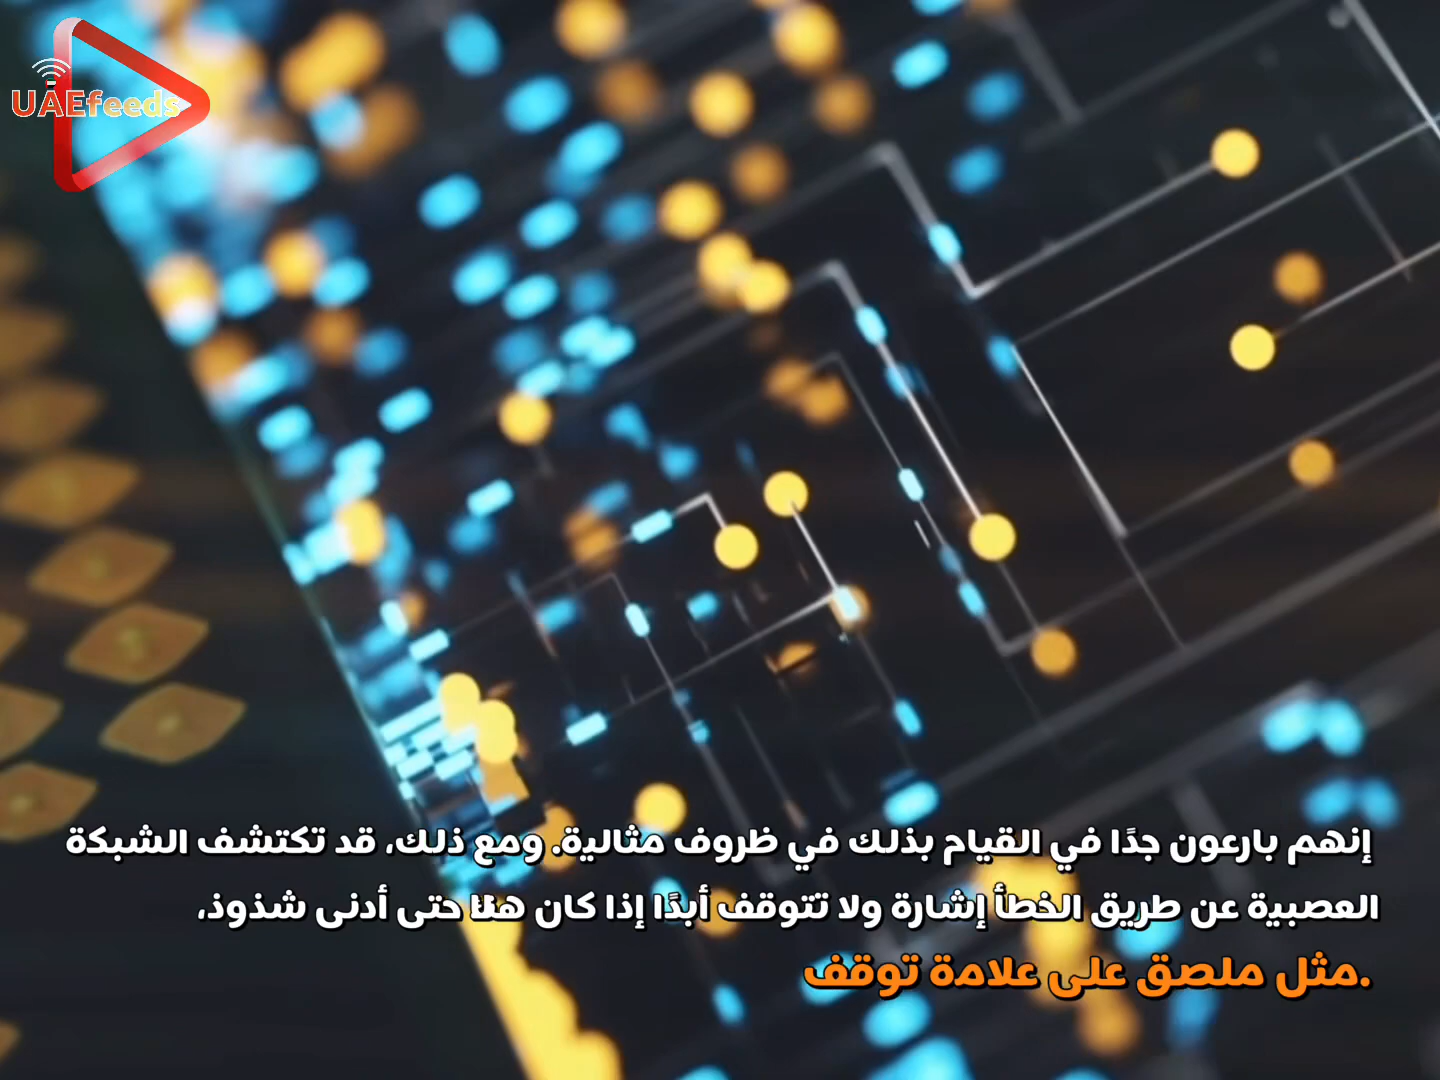 UAEfeeds
إنهم بارعون جدًا في القيام بذلك في ظروف مثالية. ومع ذلك، قد تكتشف الشبكة
العصبية عن طريق الخطأ إشارة ولا تتوقف أبدًا إذا كان حتى أدنى شذوذ،
.مثل ملصق على علامة توقف